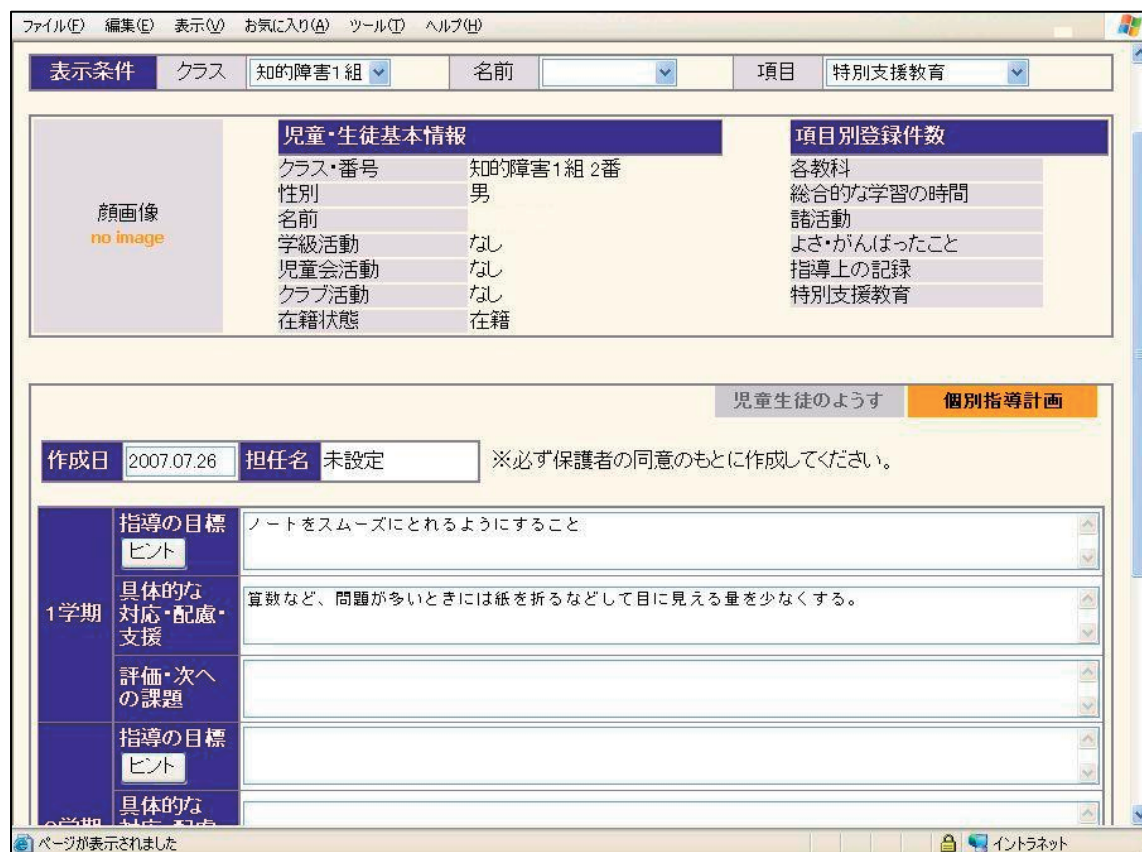 ファイル(F) 編集(E) 表示(V) お気に入り(A) ツール(T) ヘルプ(H)
表示条件 クラス 知的障害1組 名前 項目 特別支援教育
顔画像
no image
児童・生徒基本情報
クラス・番号 知的障害1組 2番
性別 男
名前
学級活動 なし
児童会活動 なし
クラブ活動 なし
在籍状態 在籍
項目別登録件数
各教科
総合的な学習の時間
諸活動
よさ・がんばったこと
指導上の記録
特別支援教育
児童生徒のようす 個別指導計画
作成日 2007.07.26 担任名 未設定 ※必ず保護者の同意のもとに作成してください。
1学期
指導の目標
ヒント
ノートをスムーズにとれるようにすること
具体的な
対応・配慮・
支援
算数など、問題が多いときには紙を折るなどして目に見える量を少なくする。
評価・次へ
の課題
指導の目標
ヒント
具体的な
ページが表示されました イントラネット